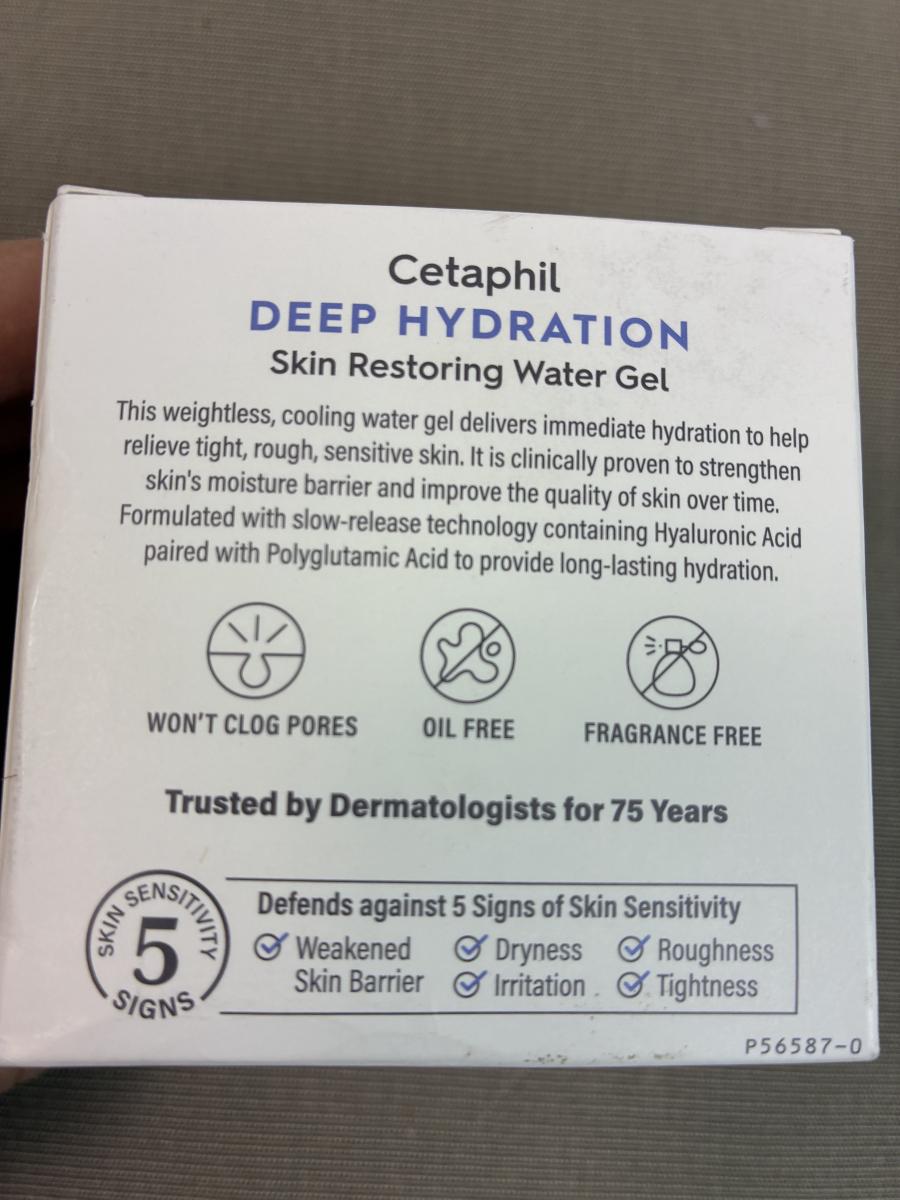 Cetaphil
DEEP HYDRATION
Skin Restoring Water Gel
This weightless, cooling water gel delivers immediate hydration to help
relieve tight, rough, sensitive skin. It is clinically proven to strengthen
skin's moisture barrier and improve the quality of skin over time.
Formulated with slow-release technology containing Hyaluronic Acid
paired with Polyglutamic Acid to provide long-lasting hydration.
WON'T CLOG PORES
OIL FREE
FRAGRANCE FREE
Trusted by Dermatologists for 75 Years
SKIN SENSITIVITY
5
SIGNS
Defends against 5 Signs of Skin Sensitivity
Weakened
Skin Barrier
Dryness
Irritation
Roughness
Tightness
P56587-0